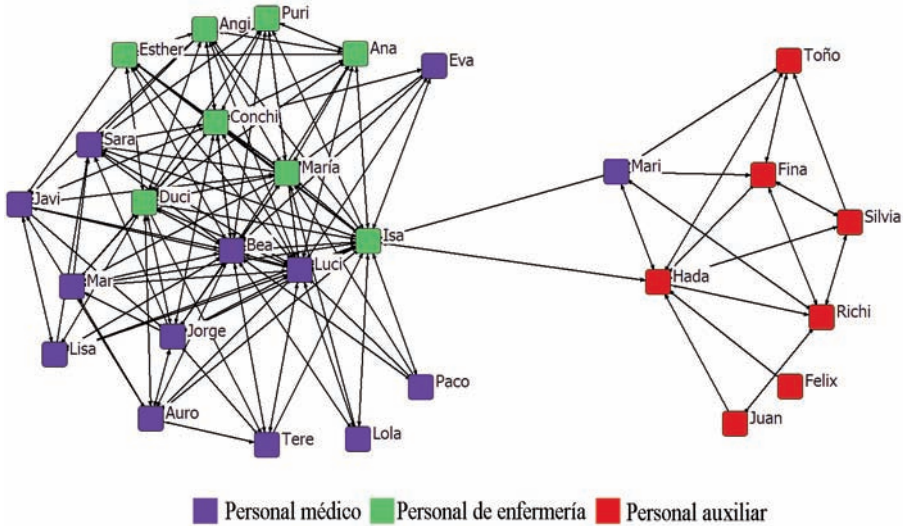 Puri
Angi
Esther
Ana
Eva
Toño
Conchi
Sara
María
Mari
Fina
Javi
Duci
Silvia
Isa
Bea
Luci
Hada
Mar
Richi
Jorge
Lisa
Paco
Felix
Auro
Juan
Tere
Lola
Personal médico
Personal de enfermería
Personal auxiliar